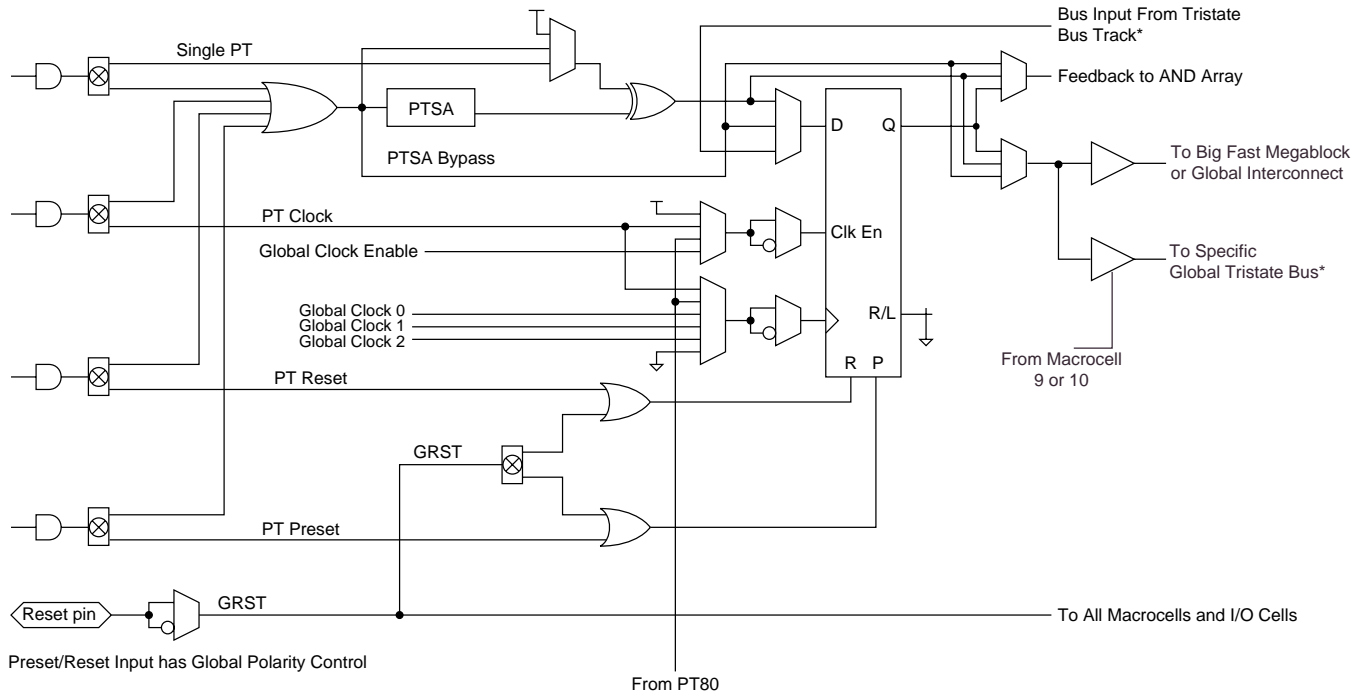 Bus Input From Tristate
Bus Track*
Single PT
Feedback to AND Array
PTSA
D
Q
PTSA Bypass
To Big Fast Megablock
or Global Interconnect
PT Clock
Clk En
Global Clock Enable
To Specific
Global Tristate Bus*
Global Clock 0
Global Clock 1
Global Clock 2
R/L
From Macrocell
9 or 10
R P
PT Reset
GRST
PT Preset
Reset pin
GRST
To All Macrocells and I/O Cells
Preset/Reset Input has Global Polarity Control
From PT80